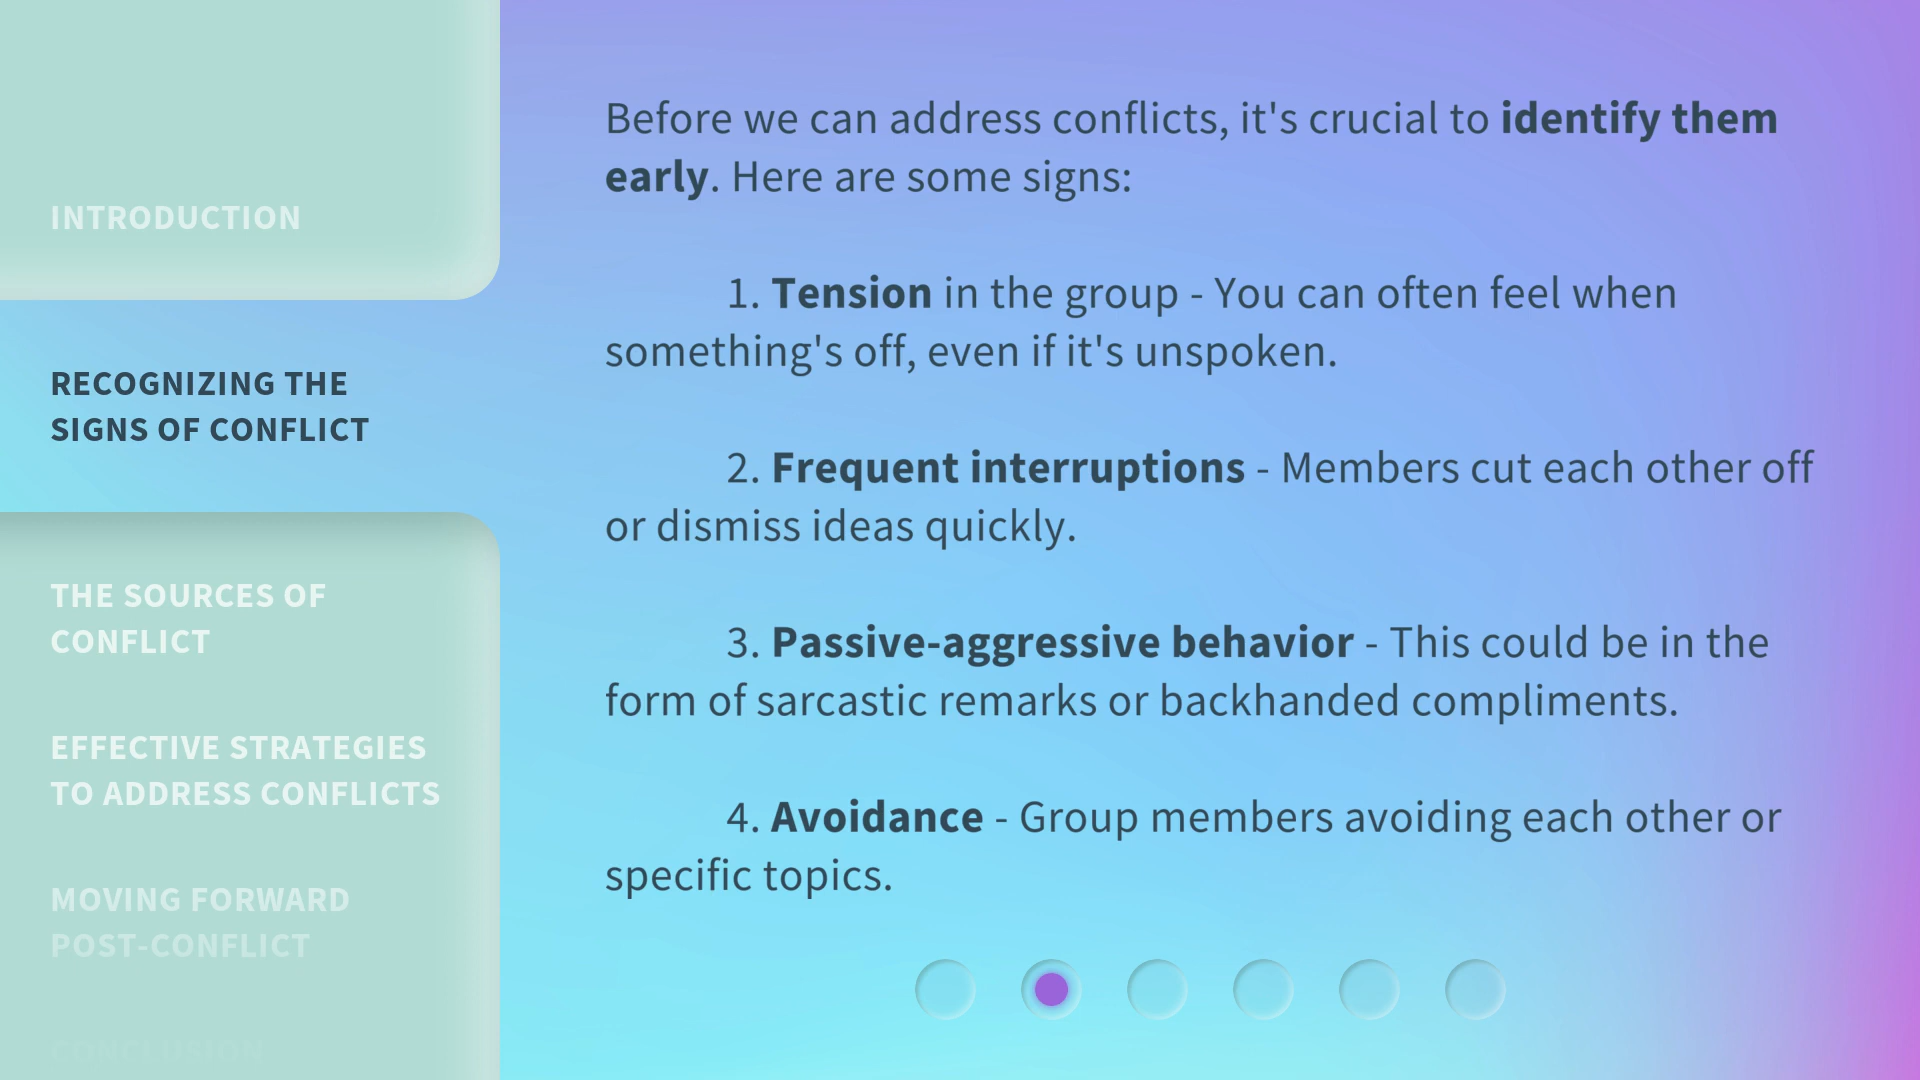 INTRODUCTION
RECOGNIZING THE
SIGNS OF CONFLICT
THE SOURCES OF
CONFLICT
EFFECTIVE STRATEGIES
TO ADDRESS CONFLICTS
MOVING FORWARD
POST-CONFLICT
CONCLUSION
Before we can address conflicts, it's crucial to identify them
early. Here are some signs:
1. Tension in the group - You can often feel when
something's off, even if it's unspoken.
2. Frequent interruptions - Members cut each other off
or dismiss ideas quickly.
3. Passive-aggressive behavior - This could be in the
form of sarcastic remarks or backhanded compliments.
4. Avoidance - Group members avoiding each other or
specific topics.